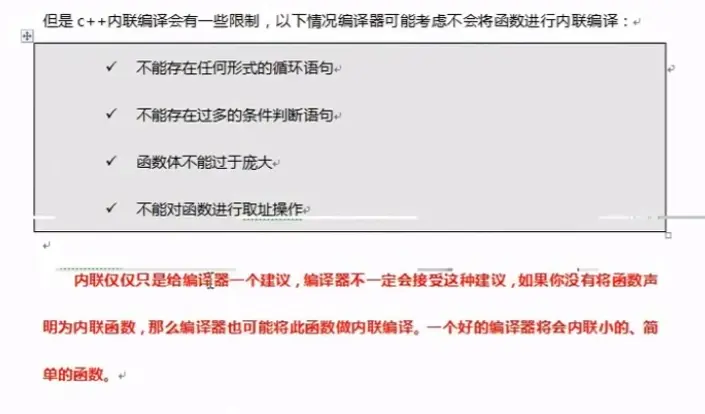 但是 c++内联编译会有一些限制，以下情况编译器可能考虑不会将函数进行内联编译：
✓ 不能存在任何形式的循环语句
✓ 不能存在过多的条件判断语句
✓ 函数体不能过于庞大
✓ 不能对函数进行取址操作
内联仅仅只是给编译器一个建议，编译器不一定会接受这种建议，如果你没有将函数声
明为内联函数，那么编译器也可能将此函数做内联编译。一个好的编译器将会内联小的、简
单的函数。